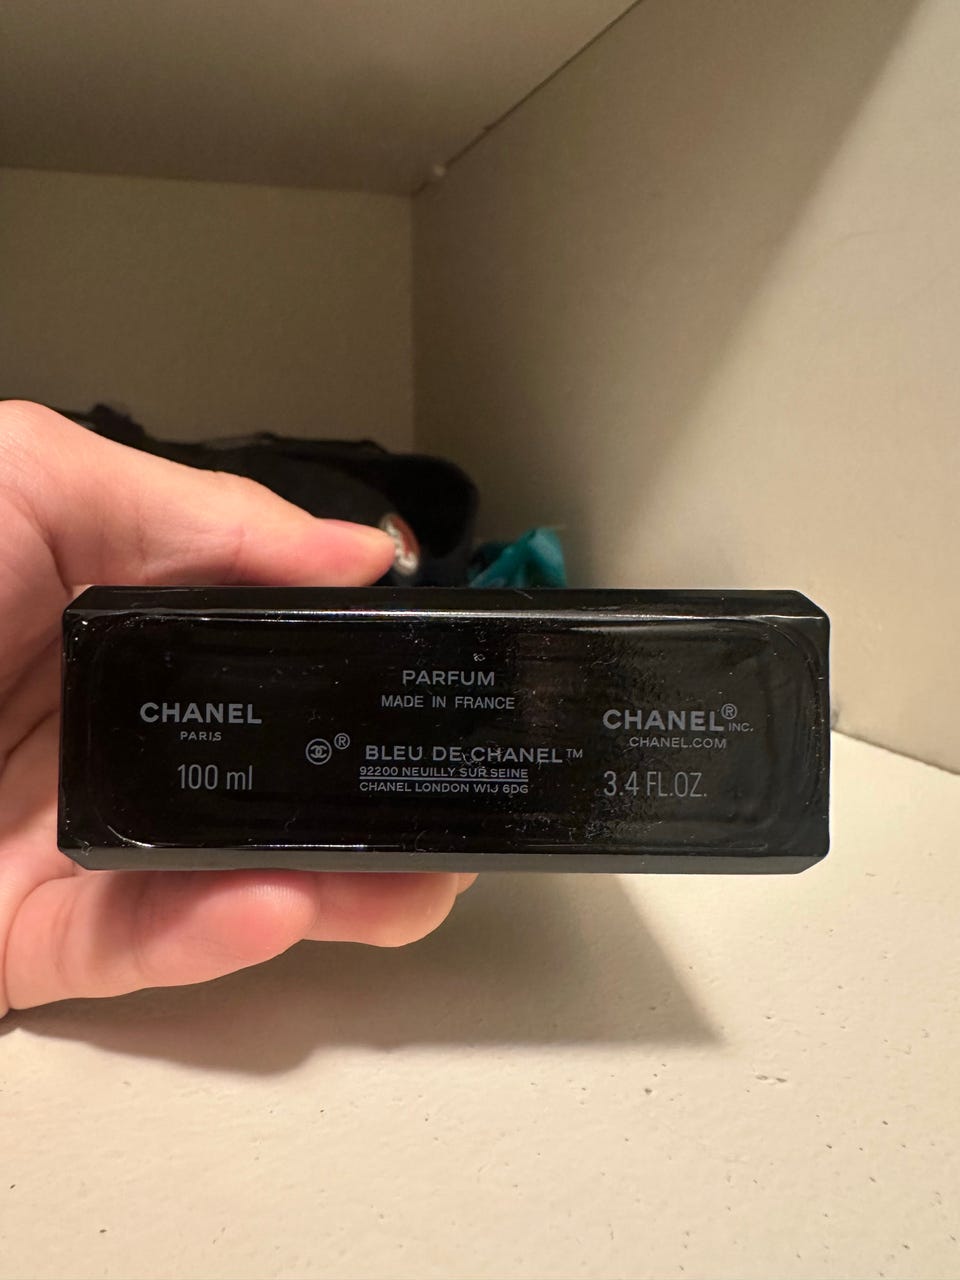 CHANEL
PARIS
100 ml
PARFUM
MADE IN FRANCE
®
BLEU DE CHANEL™
92200 NEUILLY SUR SEINE
CHANEL LONDON W1J 6DG
CHANEL® INC.
CHANEL.COM
3.4 FL.OZ.